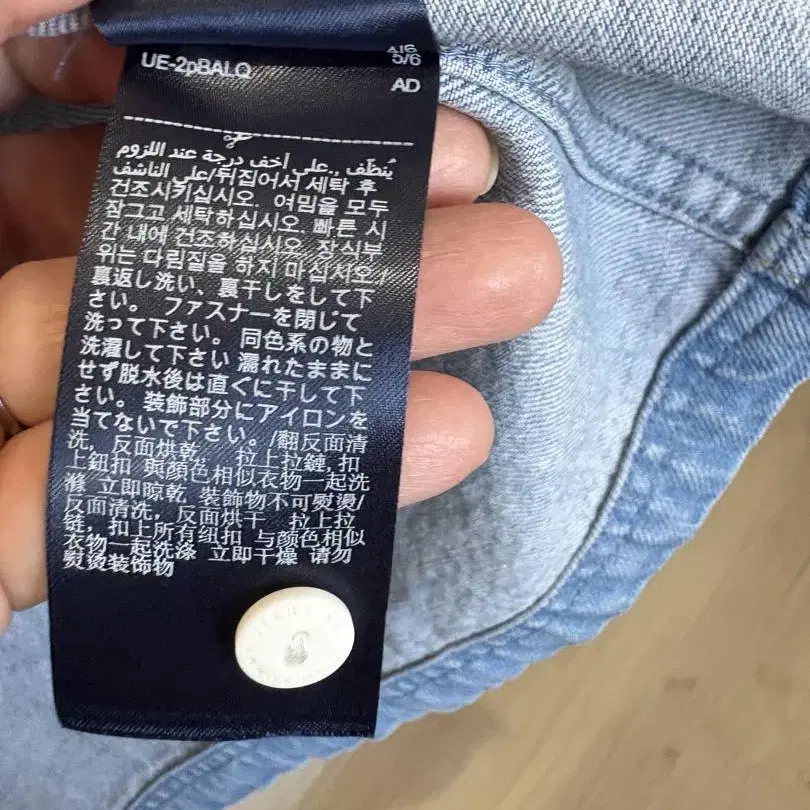 UE-2pBALQ
4/6
5/6
AD
يُنظّف ., على أخف درجة عند اللزوم
على الناشف/뒤집어서 세탁 후
건조시키십시오. 여밈을 모두
잠그고 세탁하십시오. 빠른 시
간 내에 건조하십시오. 장식부
위는 다림질을 하지 마십시오./
裏返し洗い、裏干しをして下
さい。 ファスナーを閉じて
洗って下さい。 同色系の物と
洗濯して下さい 濡れたままに
せず脱水後は直ぐに干して下
さい。 装飾部分にアイロンを
当てないで下さい。/翻反面清
洗，反面烘乾 拉上拉鏈,扣
上鈕扣 與顏色相似衣物一起洗
滌 立即晾乾 裝飾物不可熨燙/
反面清洗，反面烘干 拉上拉
链，扣上所有纽扣 与颜色相似
衣物一起洗涤 立即干燥 请勿
熨烫装饰物